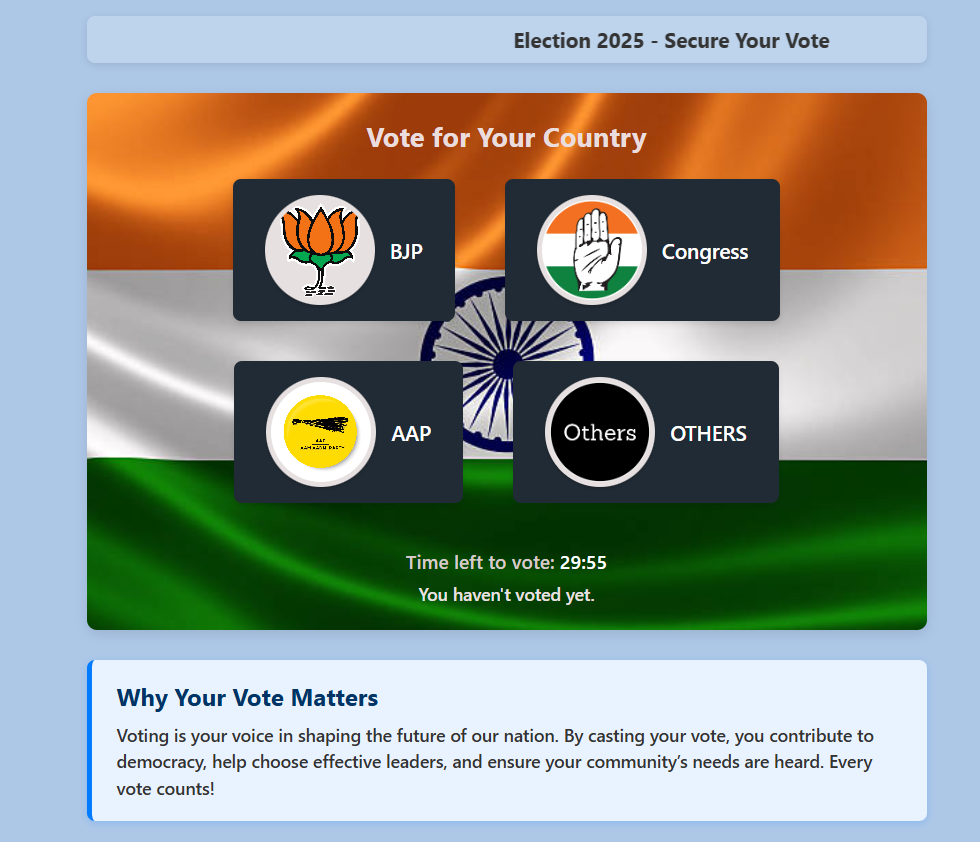 Election 2025 - Secure Your Vote
Vote for Your Country
BJP
Congress
AAP
Others
OTHERS
Time left to vote: 29:55
You haven't voted yet.
Why Your Vote Matters
Voting is your voice in shaping the future of our nation. By casting your vote, you contribute to
democracy, help choose effective leaders, and ensure your community’s needs are heard. Every
vote counts!